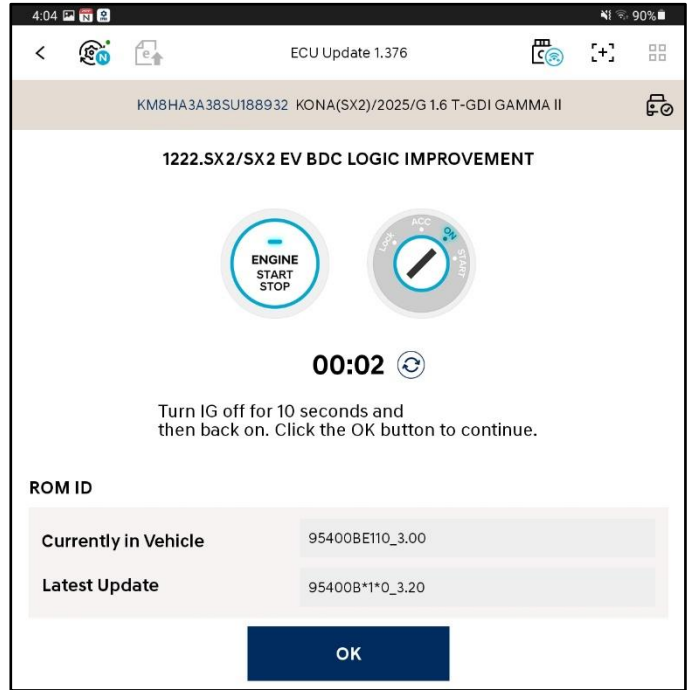 4:04 90%
ECU Update 1.376
KM8HA3A38SU188932 KONA(SX2)/2025/G 1.6 T-GDI GAMMA II
1222.SX2/SX2 EV BDC LOGIC IMPROVEMENT
ENGINE
START
STOP
LOCK ACC ON START
00:02
Turn IG off for 10 seconds and
then back on. Click the OK button to continue.
ROM ID
Currently in Vehicle 95400BE110_3.00
Latest Update 95400B*1*0_3.20
OK